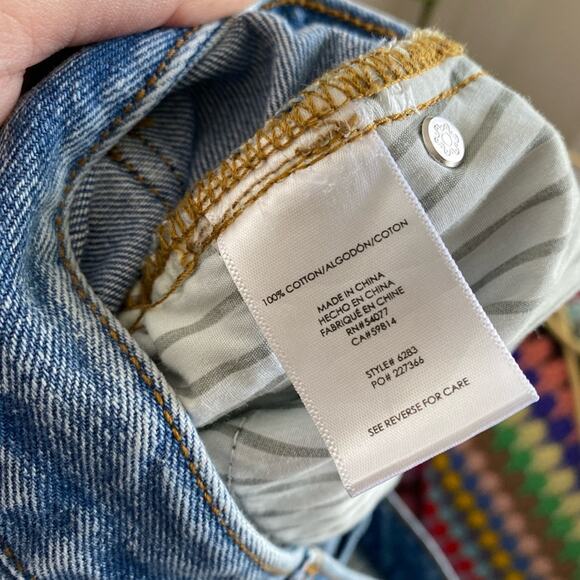 100% COTTON/ALGODÓN/COTON
MADE IN CHINA
HECHO EN CHINA
FABRIQUÉ EN CHINE
RN#54077
CA#59814
STYLE# 6283
PO# 227366
SEE REVERSE FOR CARE